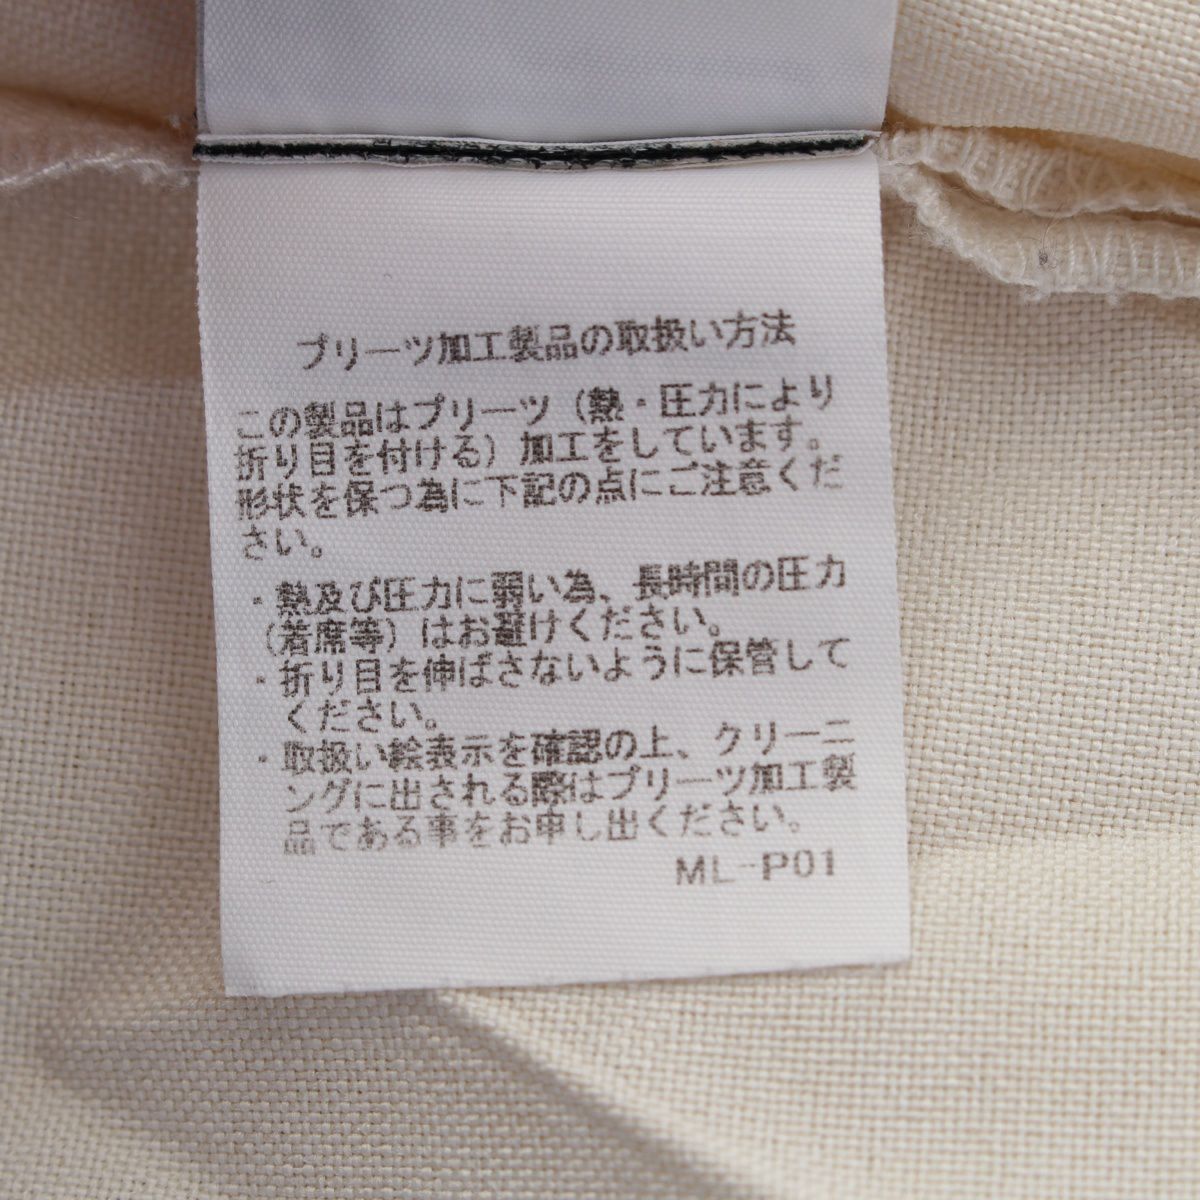 プリーツ加工製品の取扱い方法
この製品はプリーツ（熱・圧力により
折り目を付ける）加工をしています。
形状を保つ為に下記の点にご注意くだ
さい。
・熱及び圧力に弱い為、長時間の圧力
（着席等）はお避けください。
・折り目を伸ばさないように保管して
ください。
・取扱い絵表示を確認の上、クリーニ
ングに出される際はプリーツ加工製
品である事をお申し出ください。
ML-P01